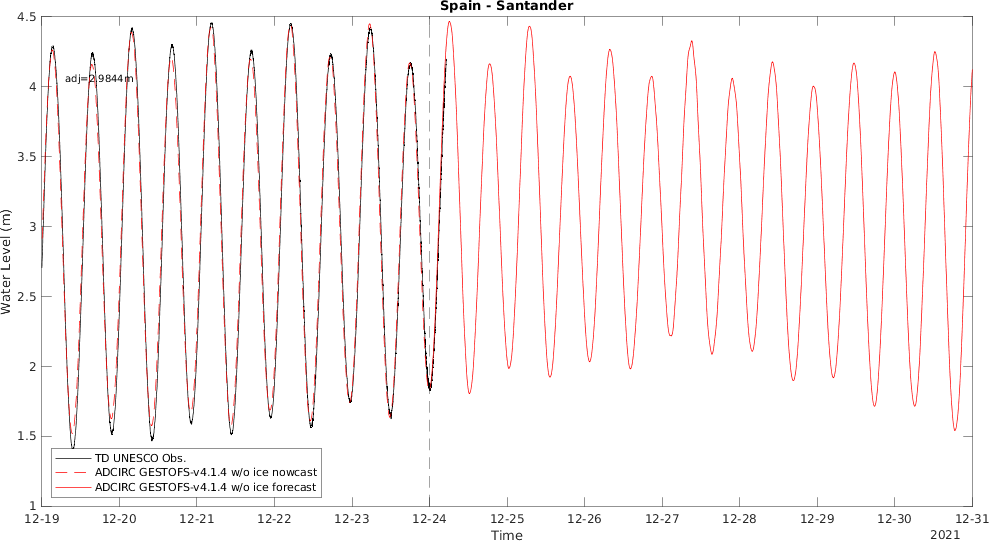 Spain - Santander
4.5
4
3.5
3
2.5
2
1.5
1
Water Level (m)
adj=2.9844m
TD UNESCO Obs.
ADCIRC GESTOFS-v4.1.4 w/o ice nowcast
ADCIRC GESTOFS-v4.1.4 w/o ice forecast
12-19 12-20 12-21 12-22 12-23 12-24 12-25 12-26 12-27 12-28 12-29 12-30 12-31
Time
2021